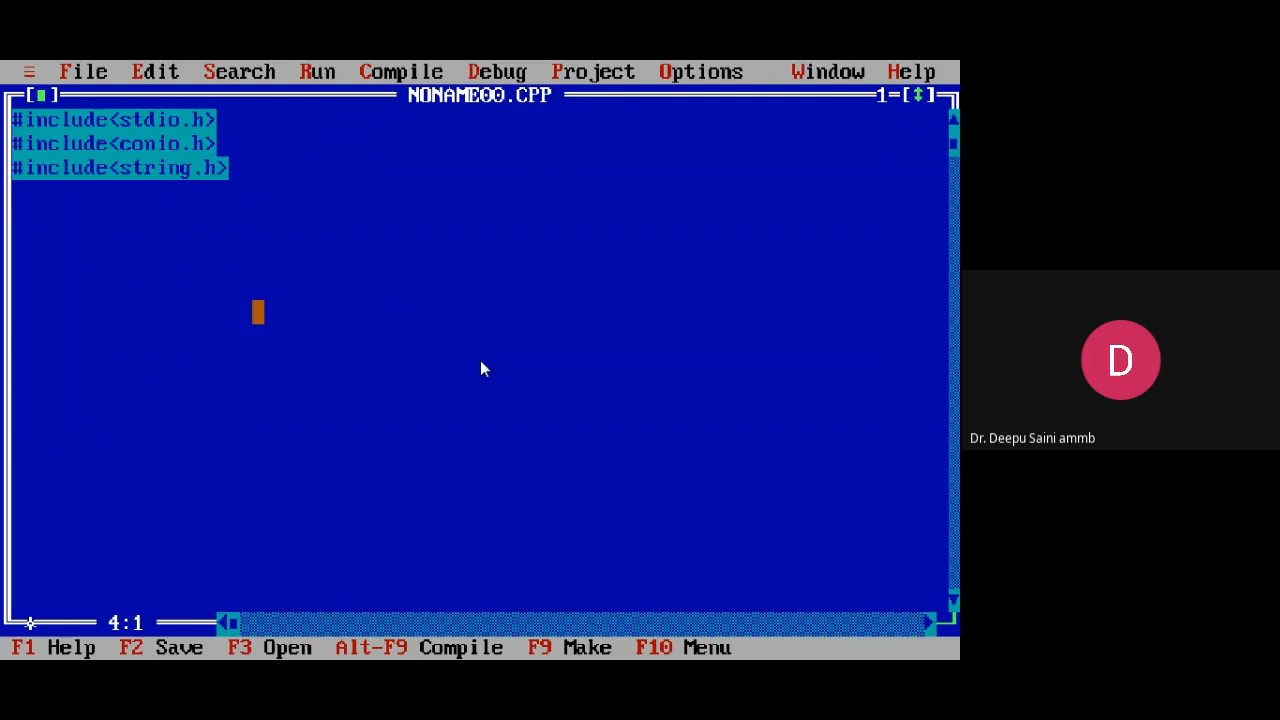 ≡ File Edit Search Run Compile Debug Project Options Window Help
[■] NONAME00.CPP 1=[↕]
#include<stdio.h>
#include<conio.h>
#include<string.h>
D
Dr. Deepu Saini ammb
4:1
F1 Help F2 Save F3 Open Alt-F9 Compile F9 Make F10 Menu